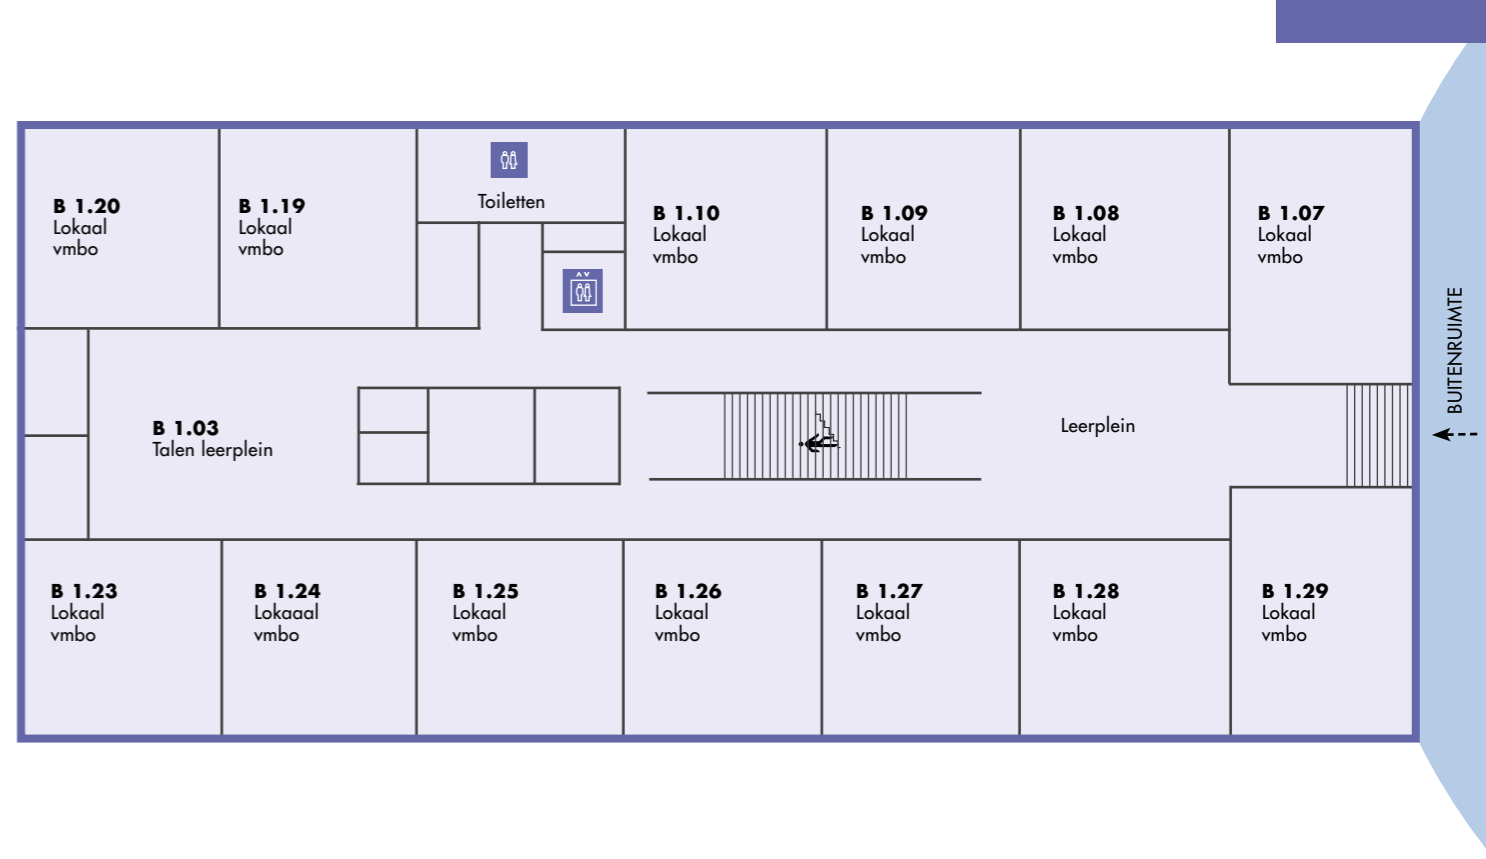 B 1.20
Lokaal
vmbo
B 1.19
Lokaal
vmbo
Toiletten
B 1.10
Lokaal
vmbo
B 1.09
Lokaal
vmbo
B 1.08
Lokaal
vmbo
B 1.07
Lokaal
vmbo
BUITENRUIMTE
B 1.03
Talen leerplein
Leerplein
B 1.23
Lokaal
vmbo
B 1.24
Lokaaal
vmbo
B 1.25
Lokaal
vmbo
B 1.26
Lokaal
vmbo
B 1.27
Lokaal
vmbo
B 1.28
Lokaal
vmbo
B 1.29
Lokaal
vmbo